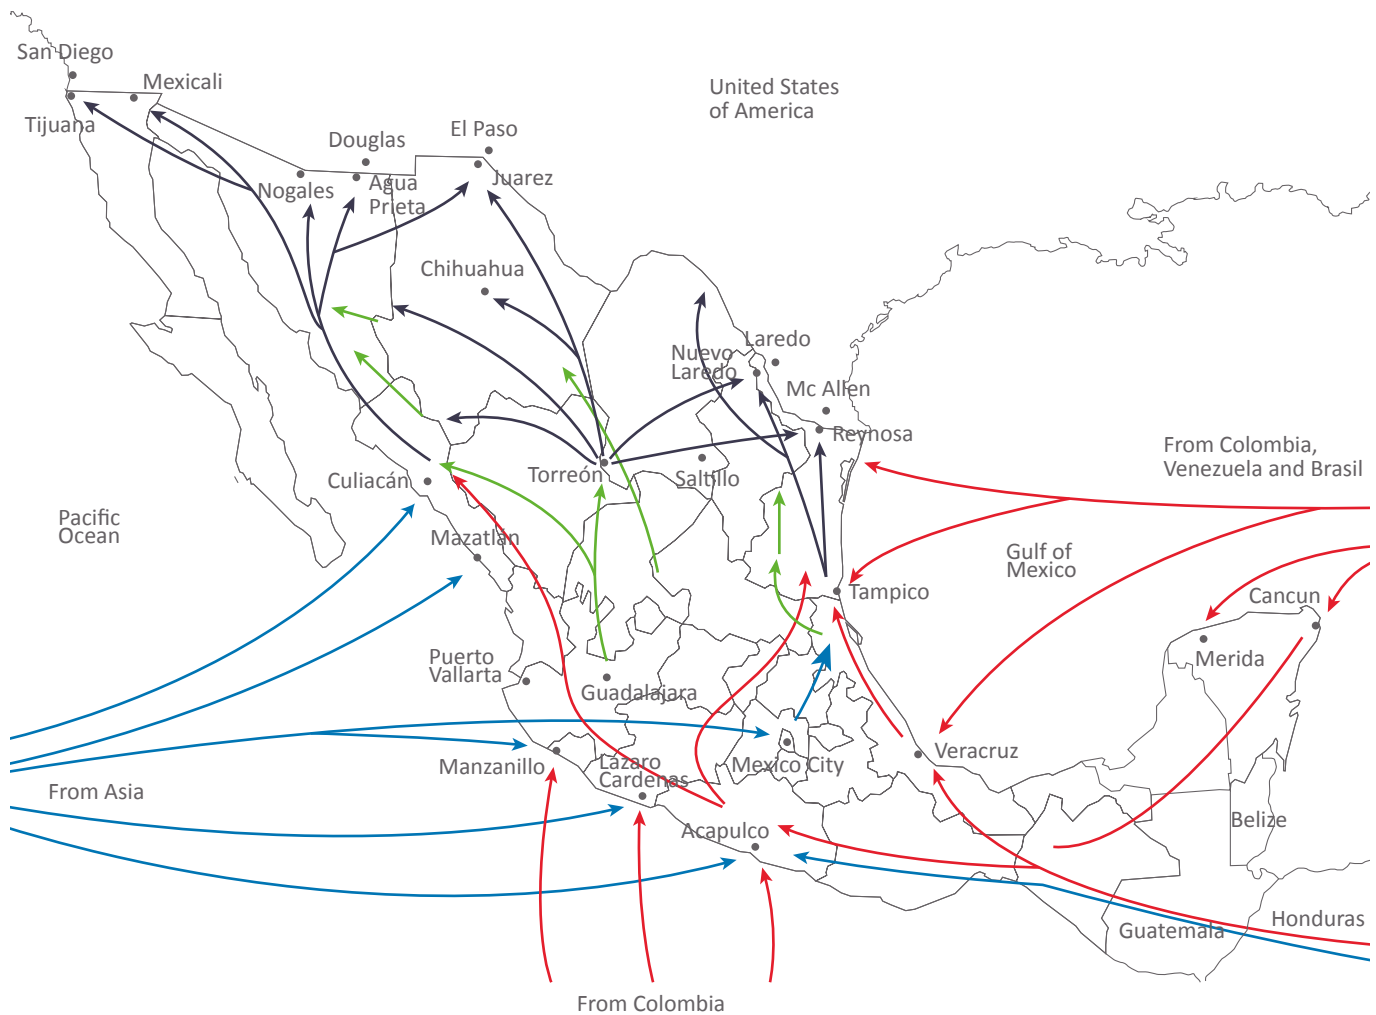 San Diego
Mexicali
Tijuana
United States
of America
Douglas
El Paso
Nogales
Agua
Prieta
Juarez
Chihuahua
Nuevo
Laredo
Laredo
Mc Allen
Reynosa
From Colombia,
Venezuela and Brasil
Culiacán
Torreón
Saltillo
Pacific
Ocean
Mazatlán
Gulf of
Mexico
Tampico
Cancun
Merida
Puerto
Vallarta
Guadalajara
Manzanillo
Lázaro
Cardenas
Mexico City
Veracruz
From Asia
Acapulco
Belize
Guatemala
Honduras
From Colombia